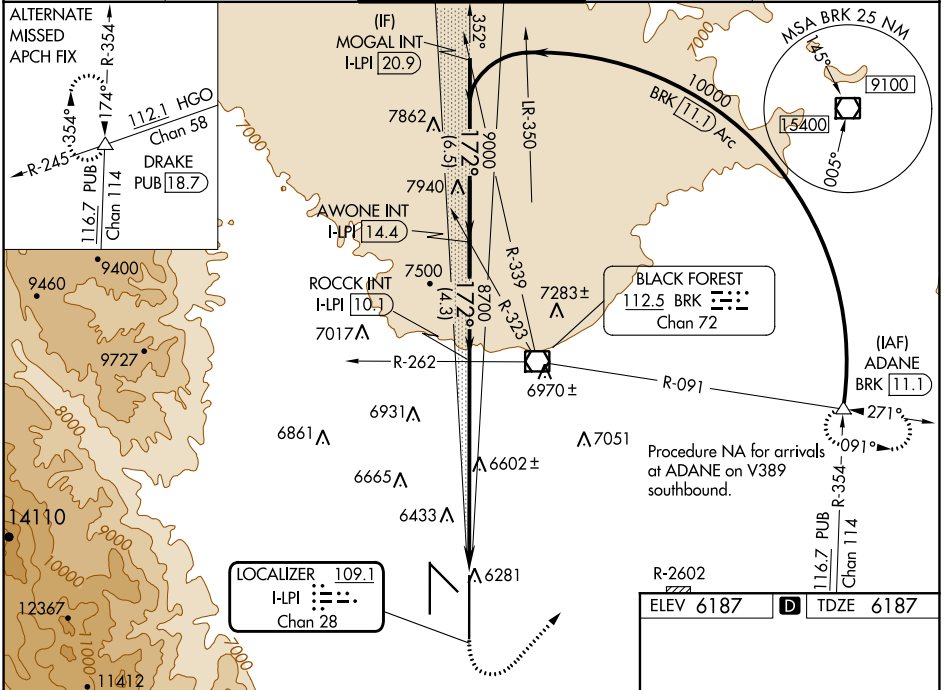 ALTERNATE
MISSED
APCH FIX
R-354
354°
174°
112.1 HGO
Chan 58
R-245
DRAKE
PUB 18.7
116.7 PUB
Chan 114
(IF)
MOGAL INT
I-LPI 20.9
352°
LR-350
10000
BRK 11.1 Arc
7000
MSA BRK 25 NM
145°
9100
15400
005°
7000
7862
9000
172°
(6.5)
7940
AWONE INT
I-LPI 14.4
R-339
R-323
9400
9460
7500
8700
172°
(4.3)
ROCCK INT
I-LPI 10.1
7283±
BLACK FOREST
112.5 BRK
Chan 72
7017
9727
R-262
6970±
R-091
(IAF)
ADANE
BRK 11.1
271°
091°
8000
6931
6861
7051
6602±
6665
Procedure NA for arrivals
at ADANE on V389
southbound.
R-354
116.7 PUB
Chan 114
14110
6433
9000
10000
LOCALIZER 109.1
I-LPI
Chan 28
6281
R-2602
12367
11000
7000
11412
ELEV 6187
D
TDZE 6187